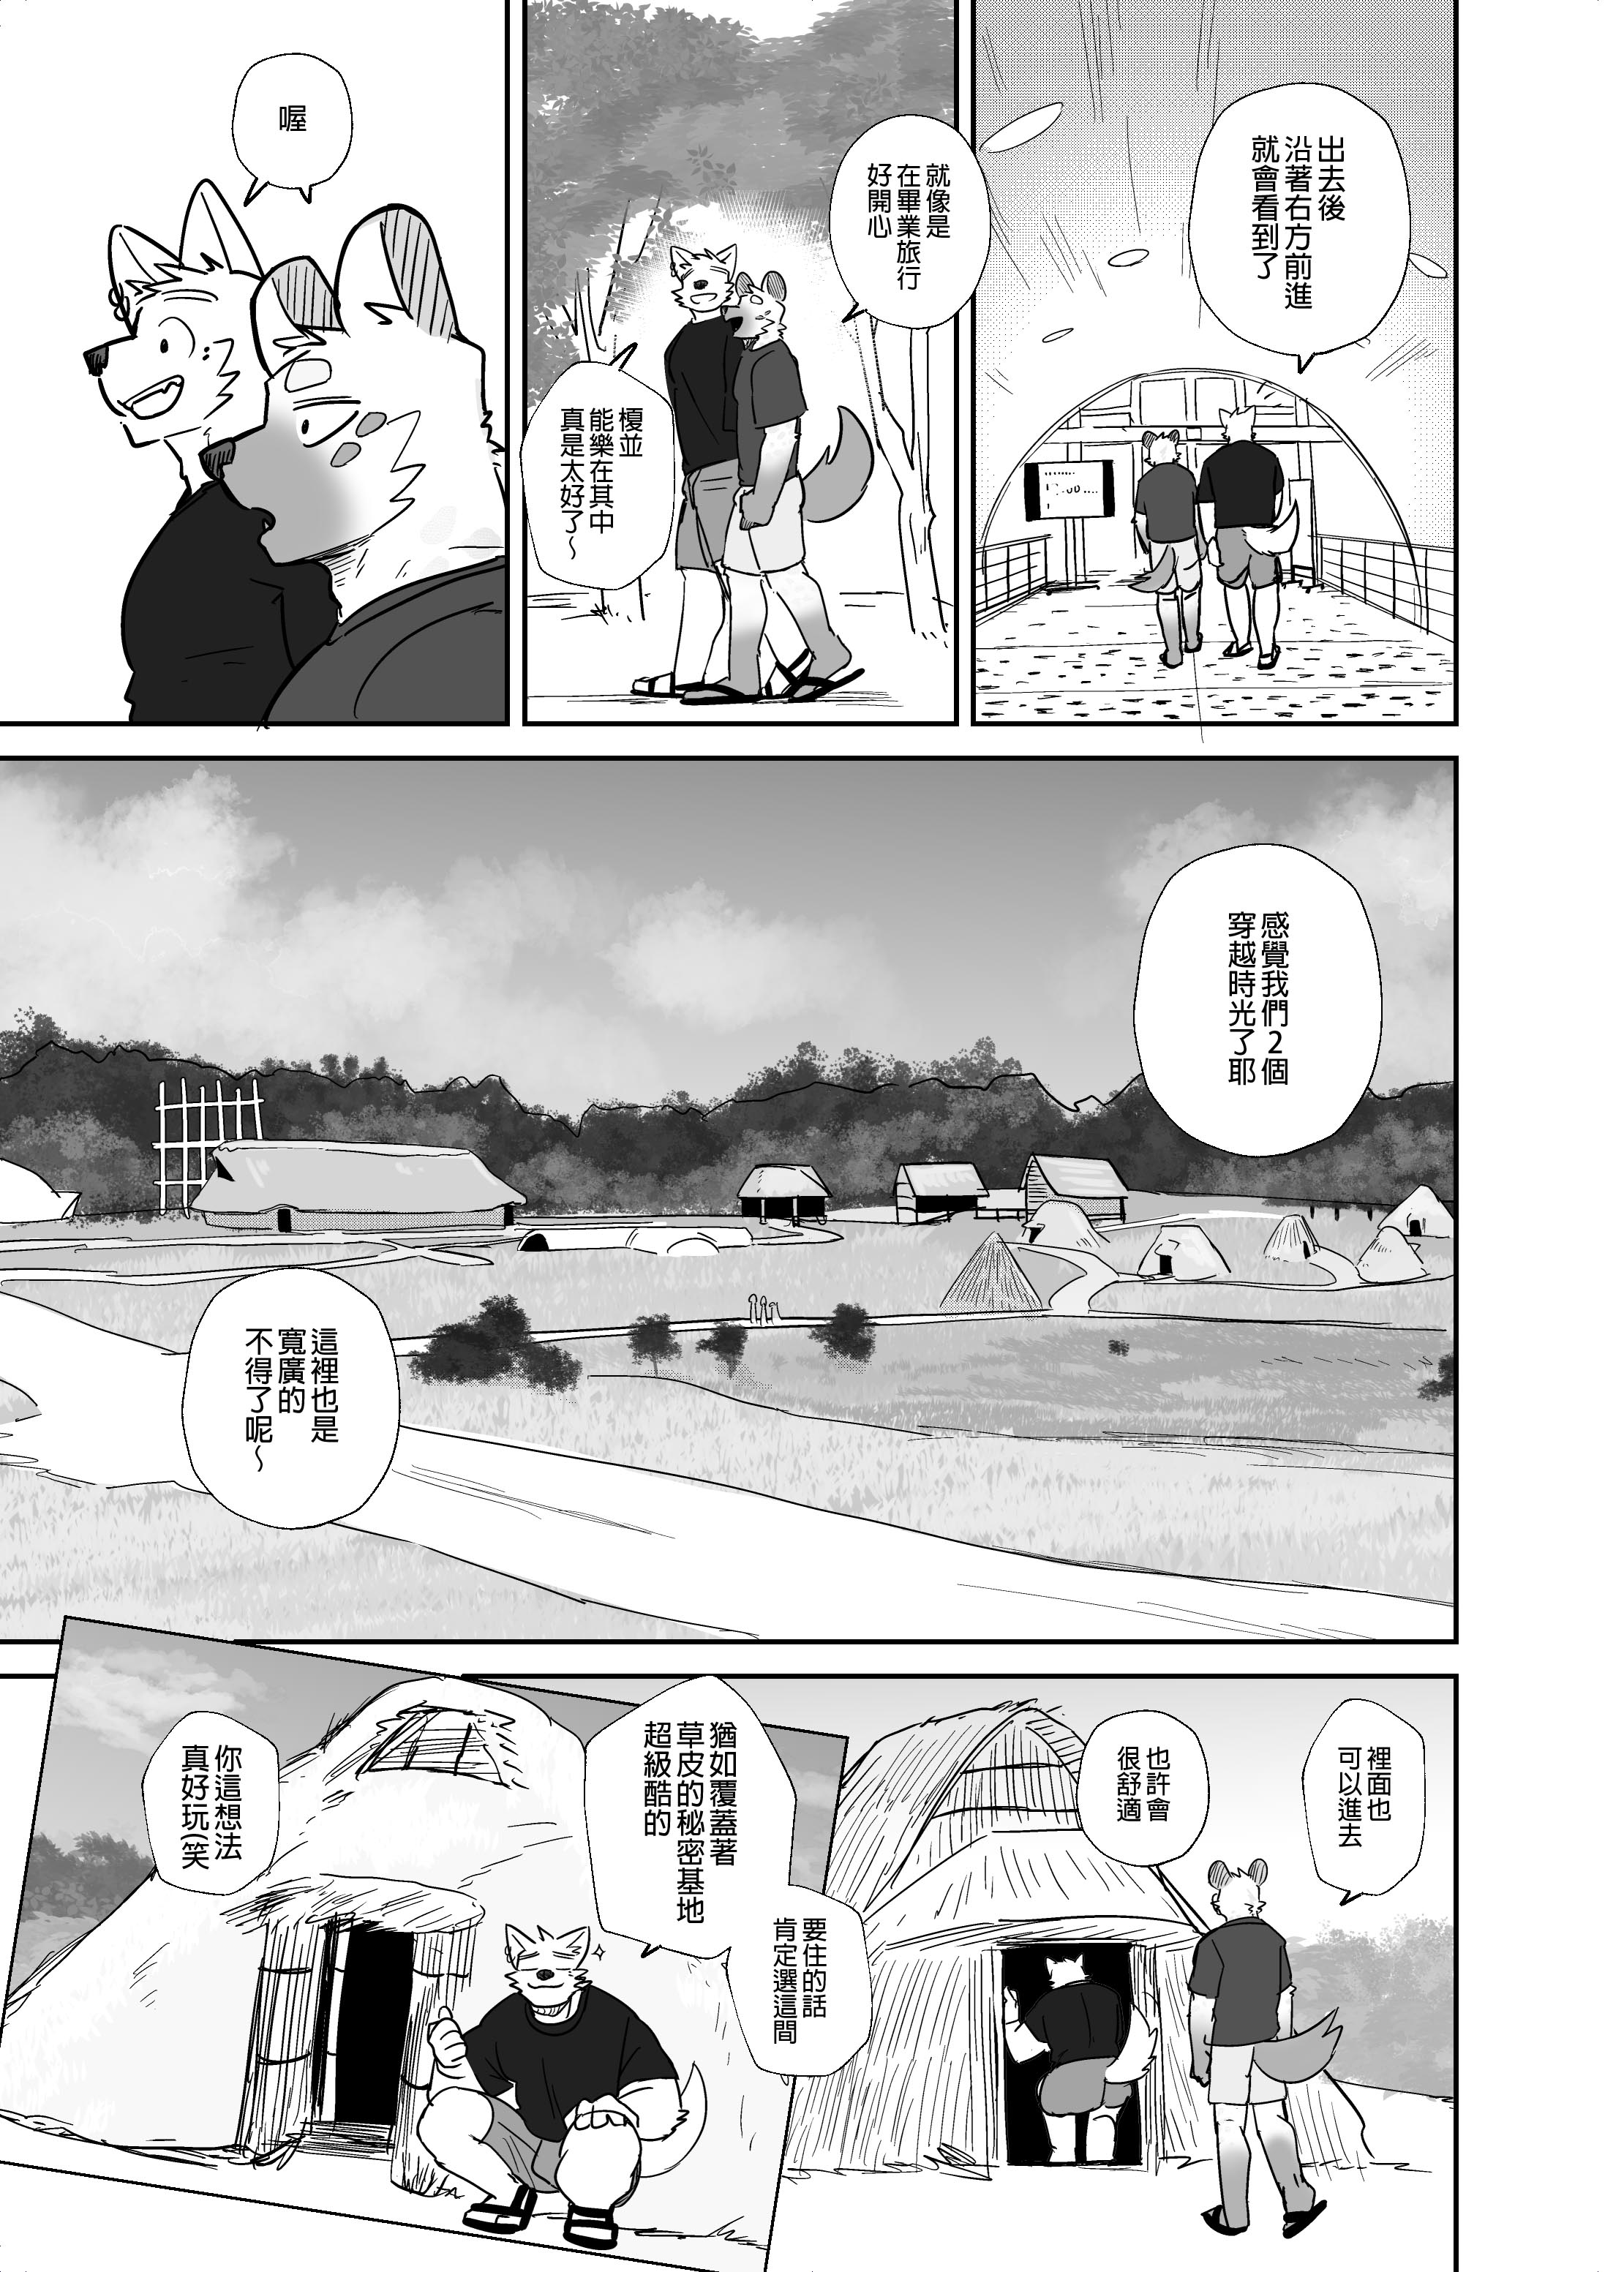 出去後
沿著右方前進
就會看到了
就像是
在畢業旅行
好開心
榎並
能樂在其中
真是太好了～
喔
感覺我們2個
穿越時光了耶
這裡也是
寬廣的
不得了呢～
裡面也
可以進去
也許會
很舒適
猶如覆蓋著
草皮的秘密基地
超級酷的
要住的話
肯定選這間
你這想法
真好玩(笑